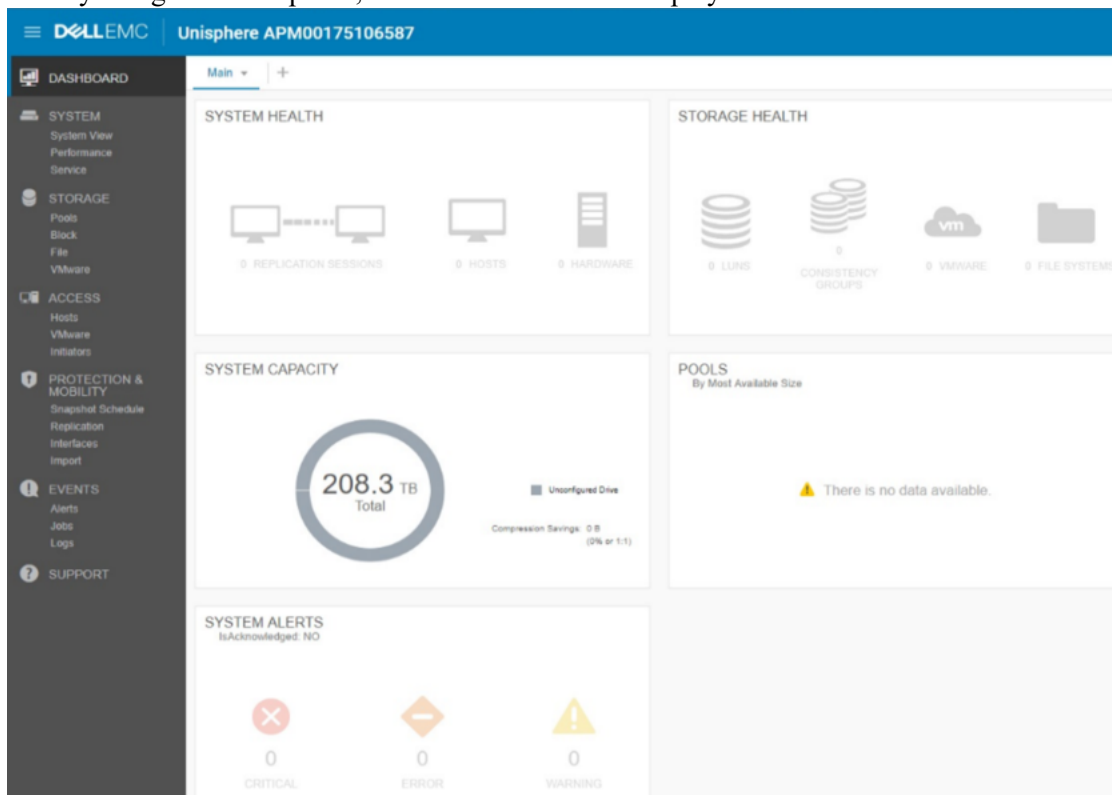 DELLEMC
Unisphere APM00175106587
DASHBOARD
SYSTEM
System View
Performance
Service
STORAGE
Pools
Block
File
VMware
ACCESS
Hosts
VMware
Initiators
PROTECTION &
MOBILITY
Snapshot Schedule
Replication
Interfaces
Import
EVENTS
Alerts
Jobs
Logs
SUPPORT
Main
SYSTEM HEALTH
0 REPLICATION SESSIONS
0 HOSTS
0 HARDWARE
STORAGE HEALTH
0 LUNS
0
CONSISTENCY
GROUPS
vm
0 VMWARE
0 FILE SYSTEMS
SYSTEM CAPACITY
208.3 TB
Total
Unconfigured Drive
Compression Savings: 0 B
(0% or 1:1)
POOLS
By Most Available Size
There is no data available.
SYSTEM ALERTS
IsAcknowledged: NO
0
CRITICAL
0
ERROR
0
WARNING